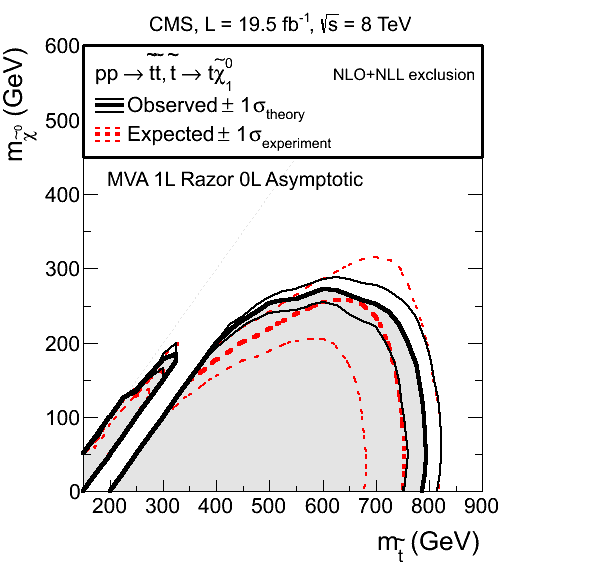 CMS, L = 19.5 fb⁻¹, √s = 8 TeV
600
500
400
300
200
100
0
m_χ̃⁰ (GeV)
pp → t̃t̃, t̃ → tχ̃₁⁰ NLO+NLL exclusion
Observed ± 1σ_theory
Expected ± 1σ_experiment
MVA 1L Razor 0L Asymptotic
200 300 400 500 600 700 800 900
m_t̃ (GeV)